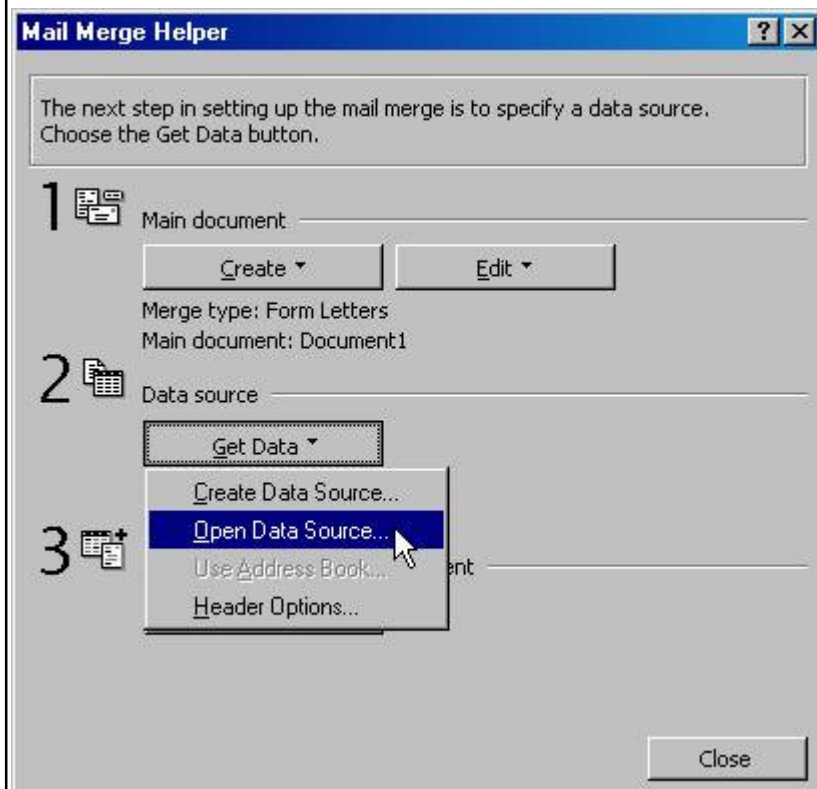 Mail Merge Helper
The next step in setting up the mail merge is to specify a data source.
Choose the Get Data button.
1
Main document
Create Edit
Merge type: Form Letters
Main document: Document1
2
Data source
Get Data
Create Data Source...
Open Data Source...
3
Use Address Book...
Header Options...
Close